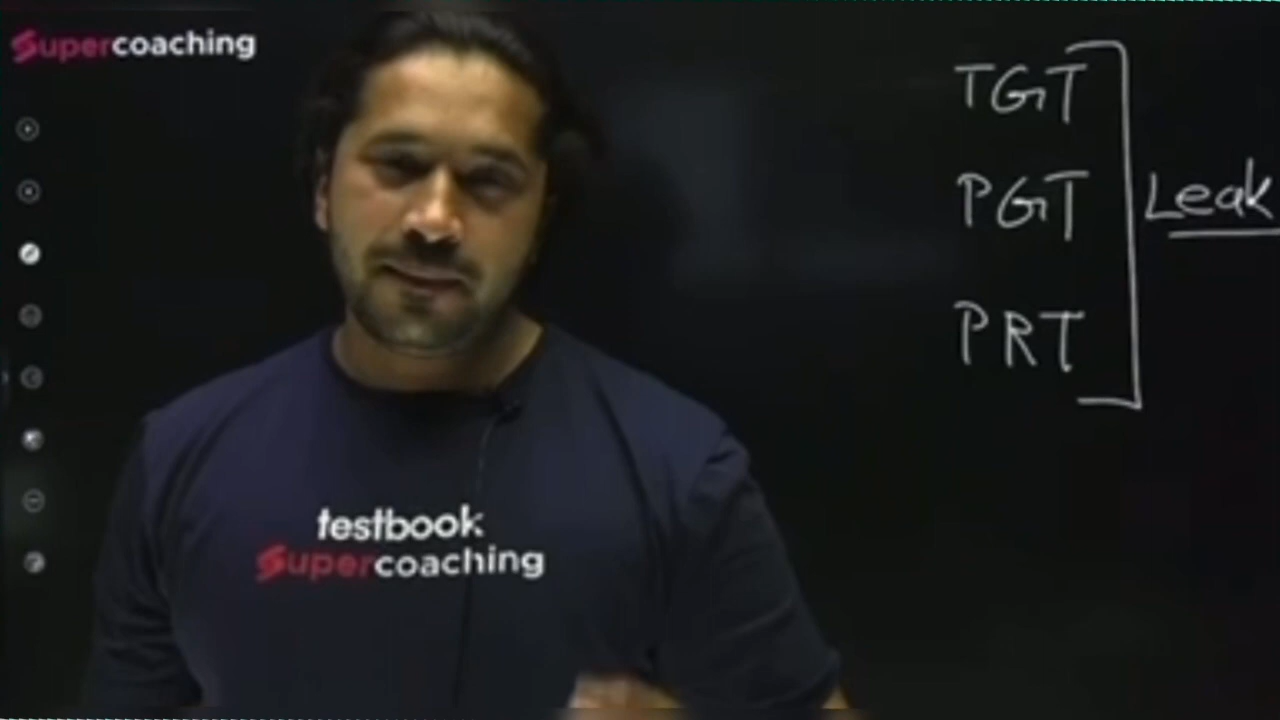 Supercoaching
TGT
PGT
Leak
PRT
testbook
Supercoaching